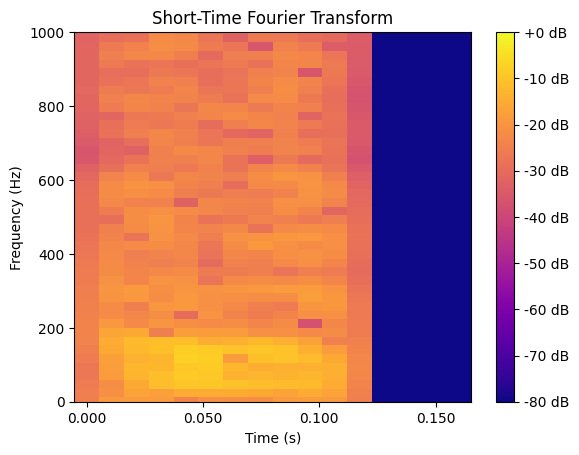 Short-Time Fourier Transform
1000
800
600
400
200
0
Frequency (Hz)
0.000
0.050
0.100
0.150
Time (s)
+0 dB
-10 dB
-20 dB
-30 dB
-40 dB
-50 dB
-60 dB
-70 dB
-80 dB